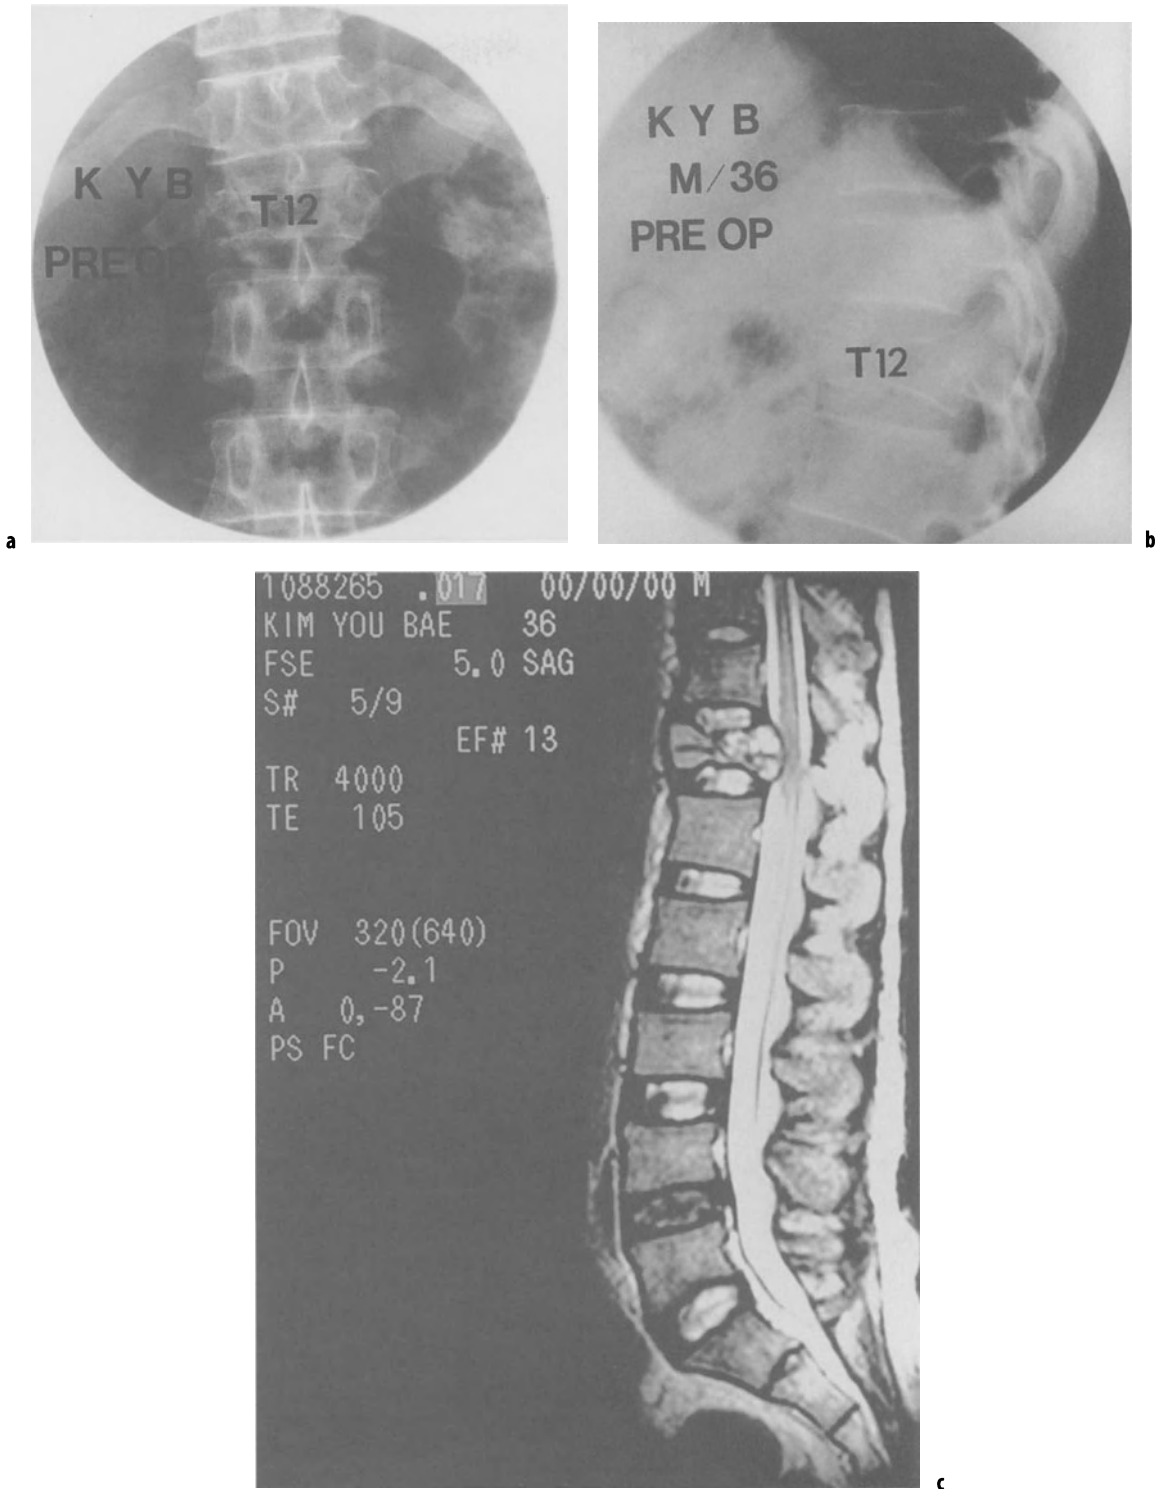 K Y B
T12
PRE OP
a
K Y B
M/36
PRE OP
T12
b
1088265 .017 00/00/00 M
KIM YOU BAE 36
FSE 5.0 SAG
S# 5/9
EF# 13
TR 4000
TE 105
FOV 320(640)
P -2.1
A 0,-87
PS FC
c